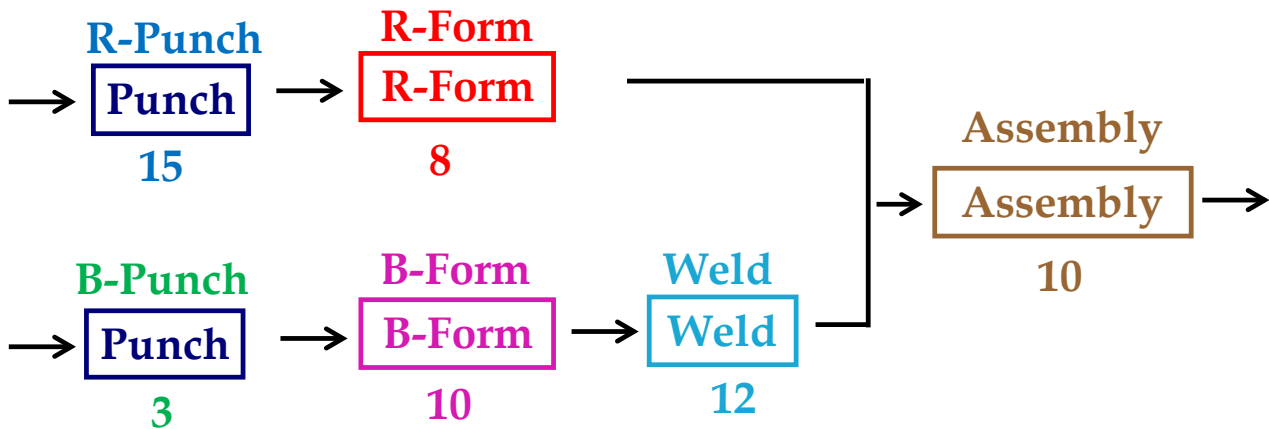 R-Punch
Punch
15
R-Form
R-Form
8
Assembly
Assembly
10
B-Punch
Punch
3
B-Form
B-Form
10
Weld
Weld
12